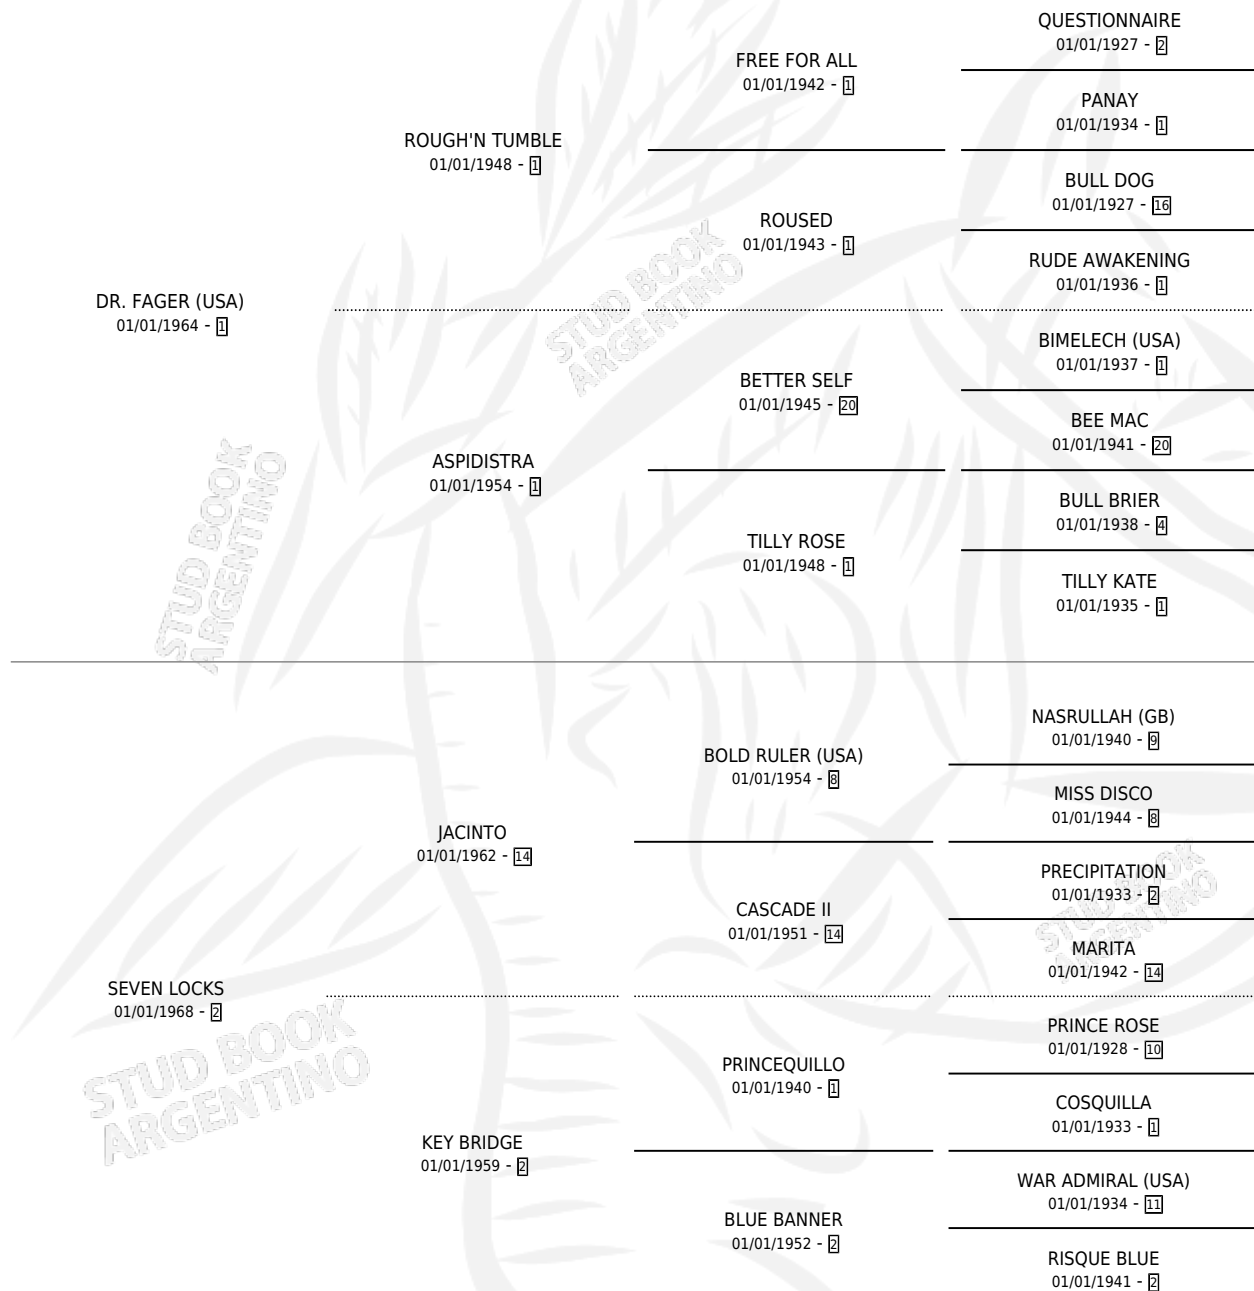 QUESTIONNAIRE
01/01/1927 - 2
FREE FOR ALL
01/01/1942 - 1
PANAY
01/01/1934 - 1
ROUGH'N TUMBLE
01/01/1948 - 1
BULL DOG
01/01/1927 - 16
ROUSED
01/01/1943 - 1
RUDE AWAKENING
01/01/1936 - 1
DR. FAGER (USA)
01/01/1964 - 1
BIMELECH (USA)
01/01/1937 - 1
BETTER SELF
01/01/1945 - 20
BEE MAC
01/01/1941 - 20
ASPIDISTRA
01/01/1954 - 1
BULL BRIER
01/01/1938 - 4
TILLY ROSE
01/01/1948 - 1
TILLY KATE
01/01/1935 - 1
NASRULLAH (GB)
01/01/1940 - 9
BOLD RULER (USA)
01/01/1954 - 8
MISS DISCO
01/01/1944 - 8
JACINTO
01/01/1962 - 14
PRECIPITATION
01/01/1933 - 2
CASCADE II
01/01/1951 - 14
MARITA
01/01/1942 - 14
SEVEN LOCKS
01/01/1968 - 2
PRINCE ROSE
01/01/1928 - 10
PRINCEQUILLO
01/01/1940 - 1
COSQUILLA
01/01/1933 - 1
KEY BRIDGE
01/01/1959 - 2
WAR ADMIRAL (USA)
01/01/1934 - 11
BLUE BANNER
01/01/1952 - 2
RISQUE BLUE
01/01/1941 - 2
STUD BOOK
ARGENTINO
STUD BOOK
ARGENTINO
STUD BOOK
ARGENTINO
STUD BOOK
ARGENTINO